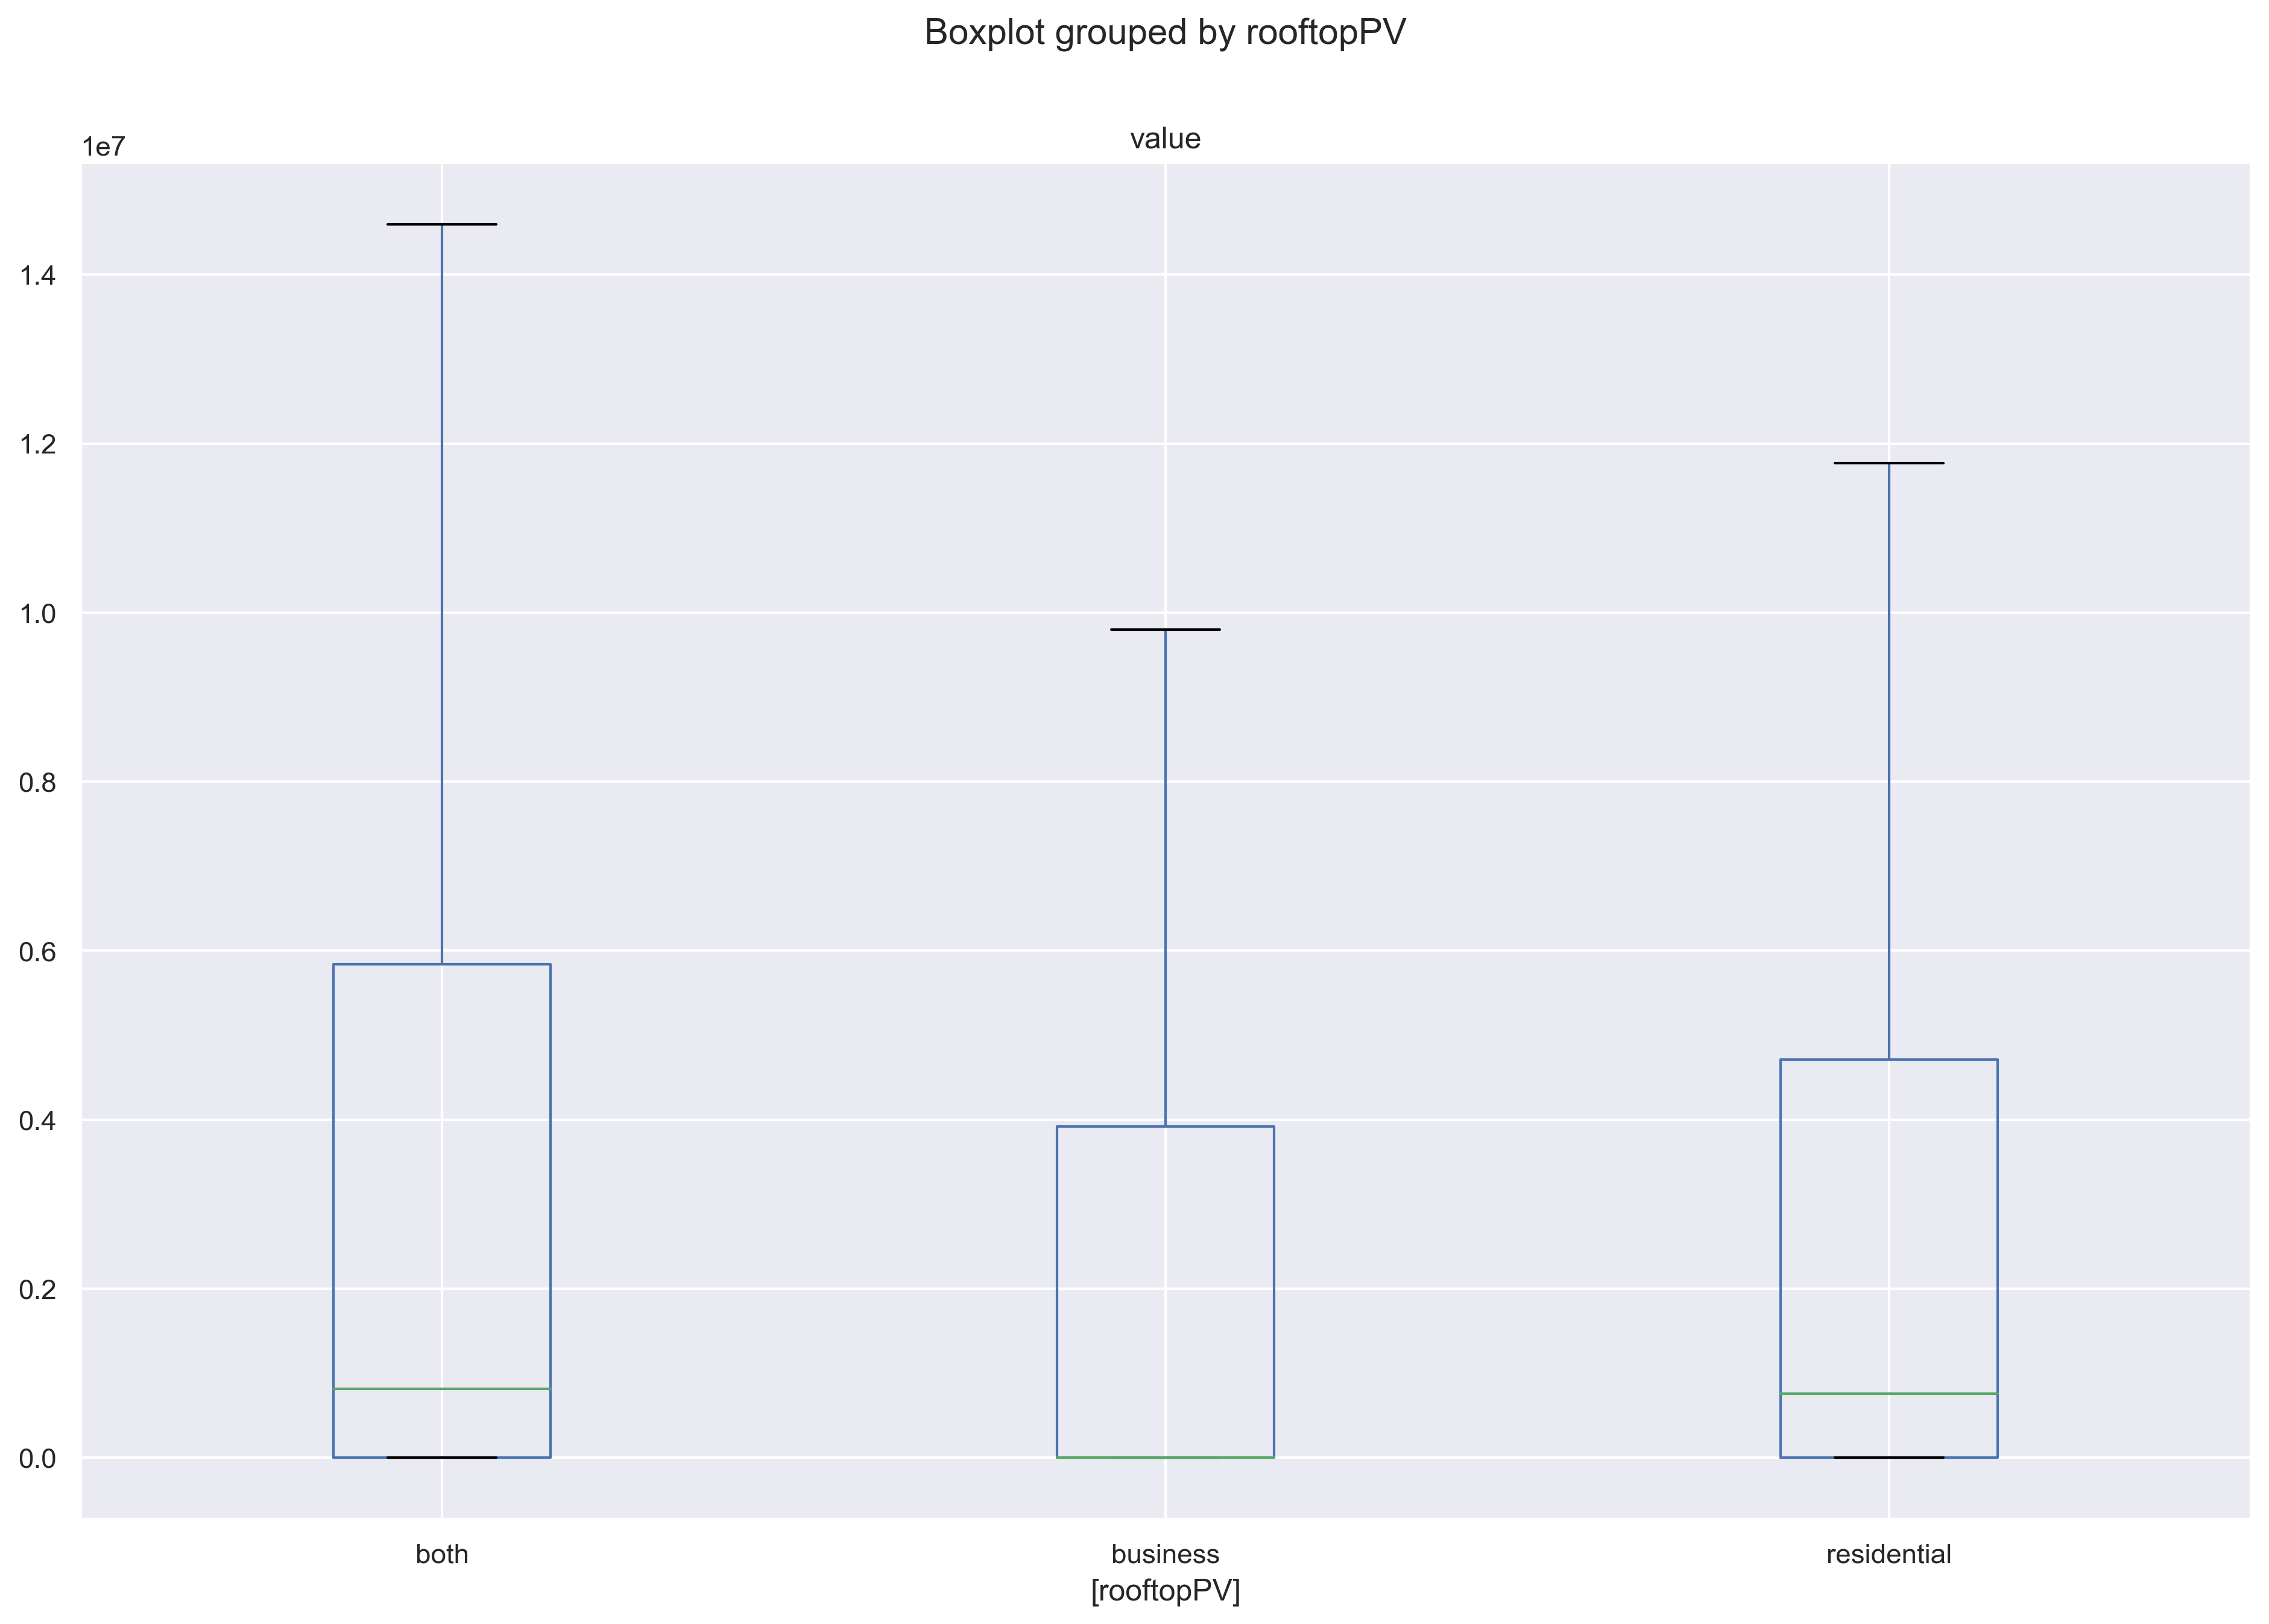 Boxplot grouped by rooftopPV
value
1e7
1.4
1.2
1.0
0.8
0.6
0.4
0.2
0.0
both business residential
[rooftopPV]